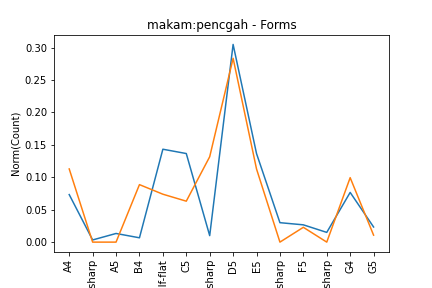 makam:pencgah - Forms
Norm(Count)
0.30
0.25
0.20
0.15
0.10
0.05
0.00
A4
sharp
A5
B4
lf-flat
C5
sharp
D5
E5
sharp
F5
sharp
G4
G5